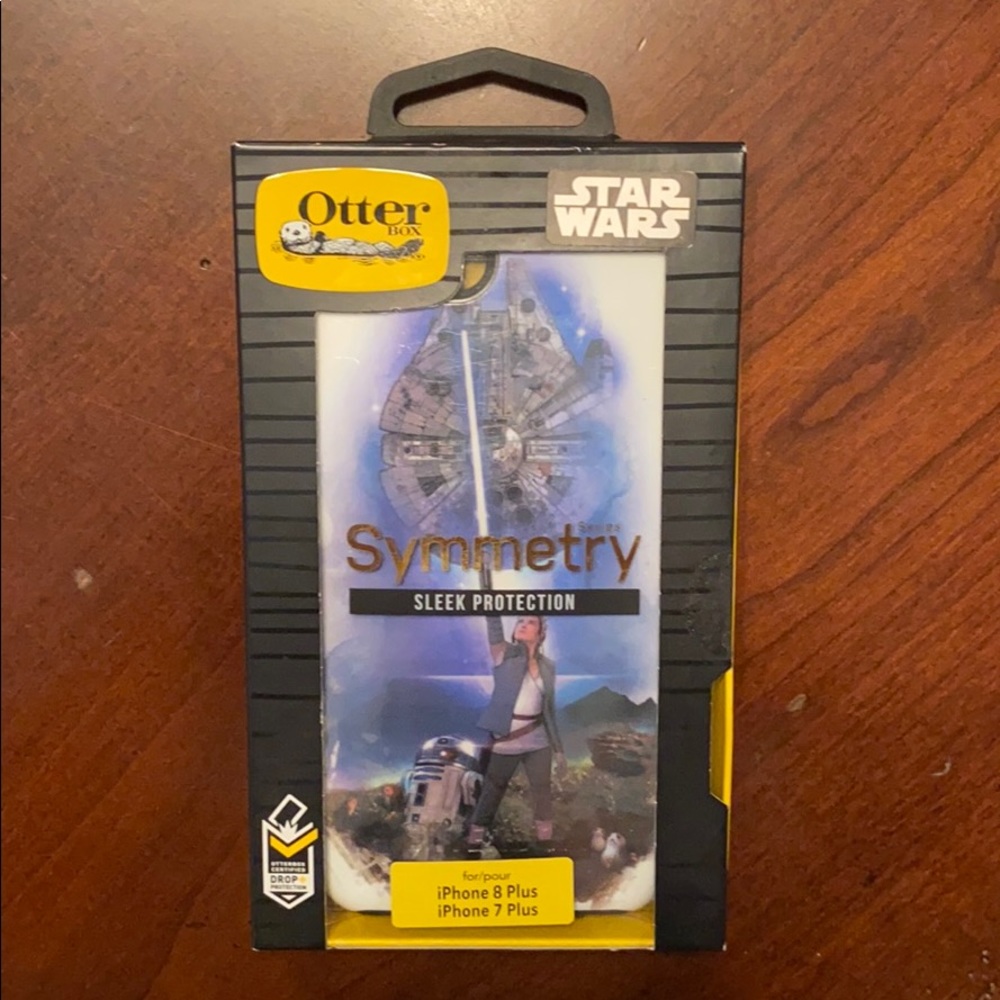 Otter
BOX
STAR
WARS
Series
Symmetry
SLEEK PROTECTION
OTTERBOX
CERTIFIED
DROP+
PROTECTION
for/pour
iPhone 8 Plus
iPhone 7 Plus